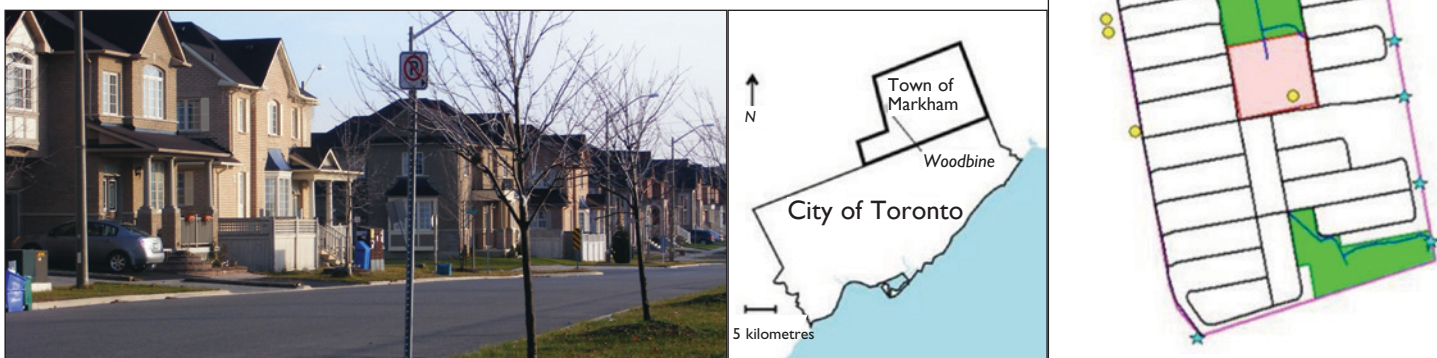 Town of
Markham
N
Woodbine
City of Toronto
5 kilometres